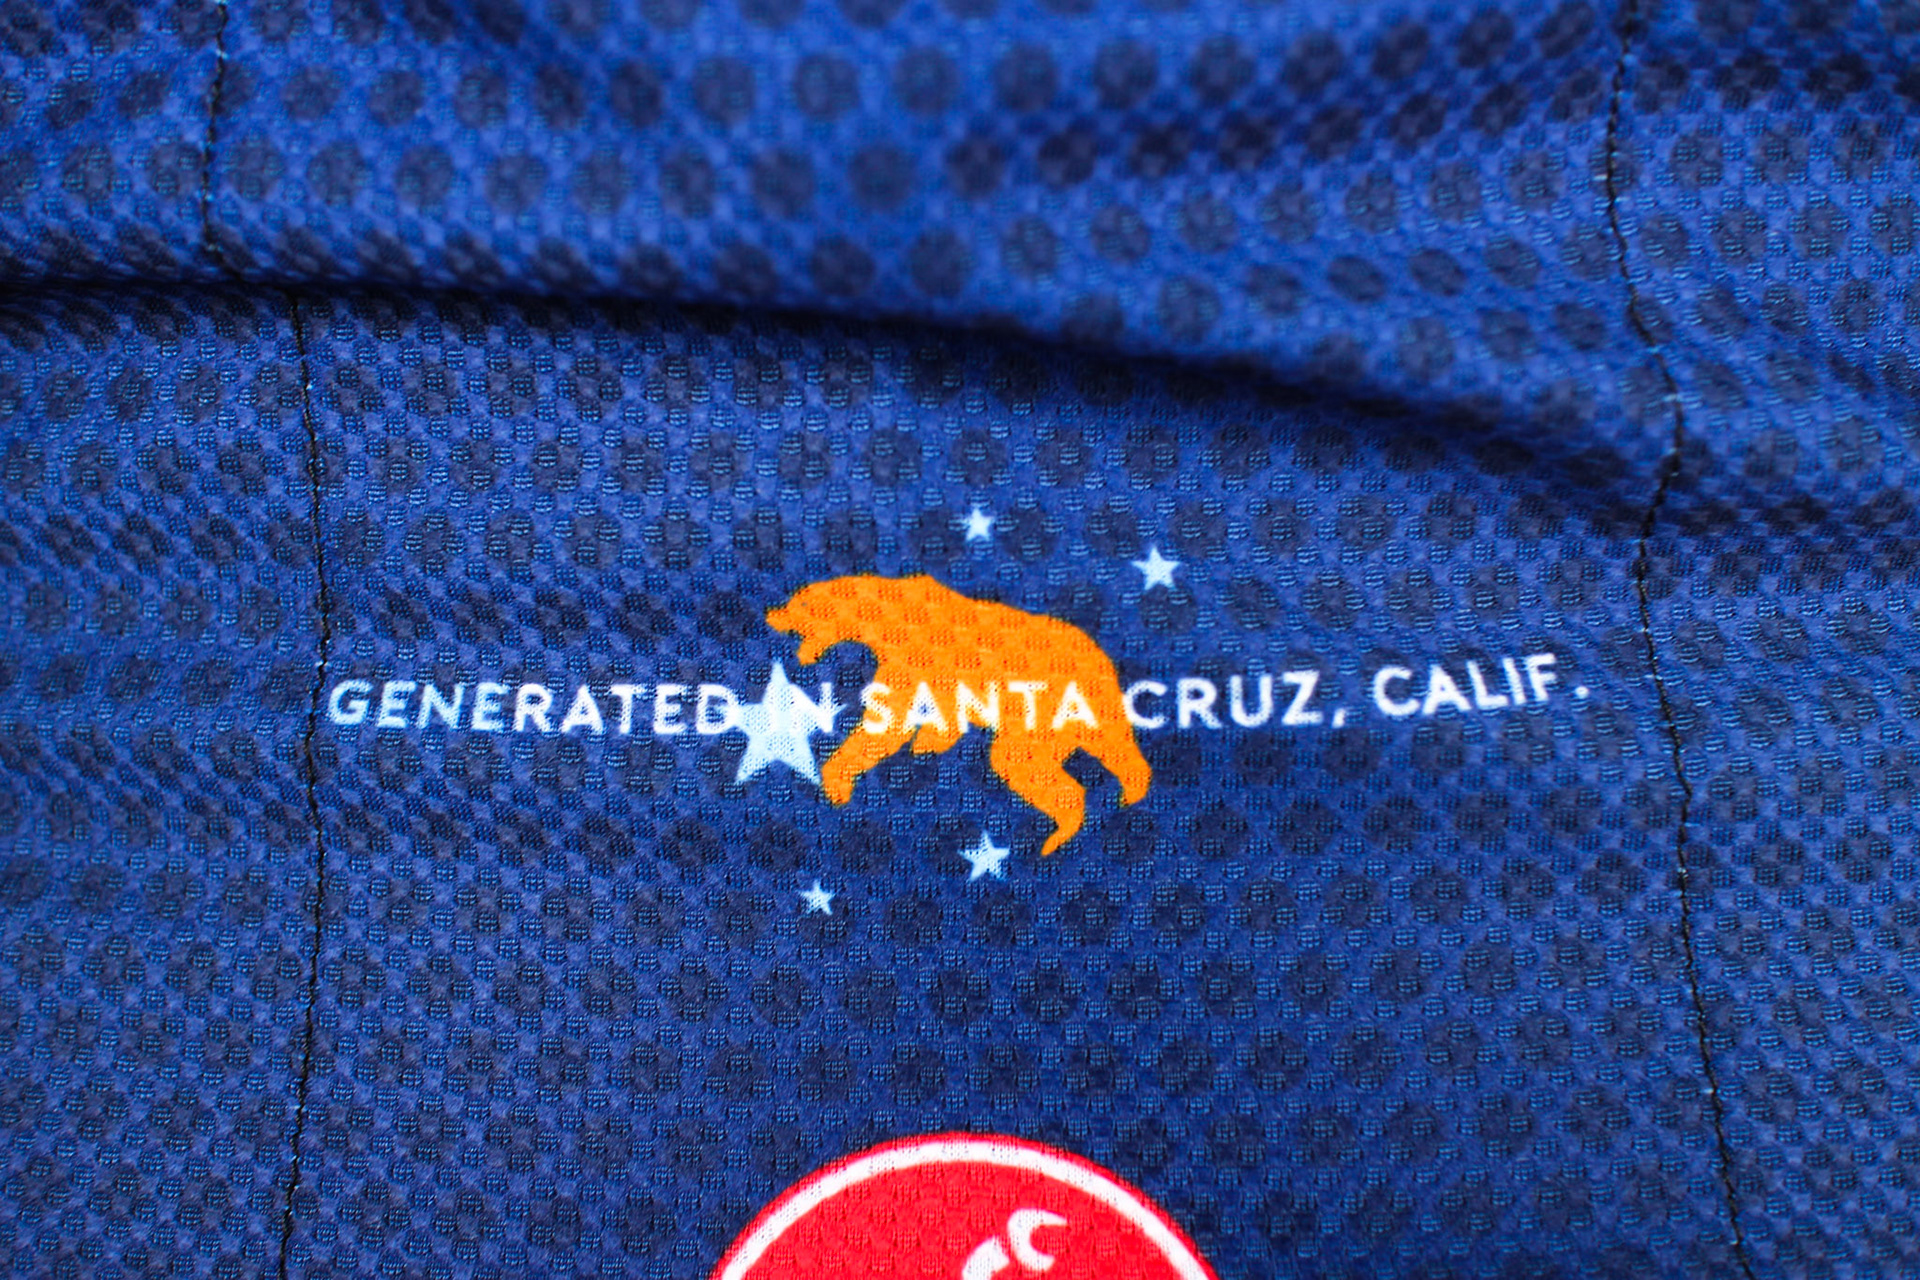 GENERATED IN SANTA CRUZ, CALIF.